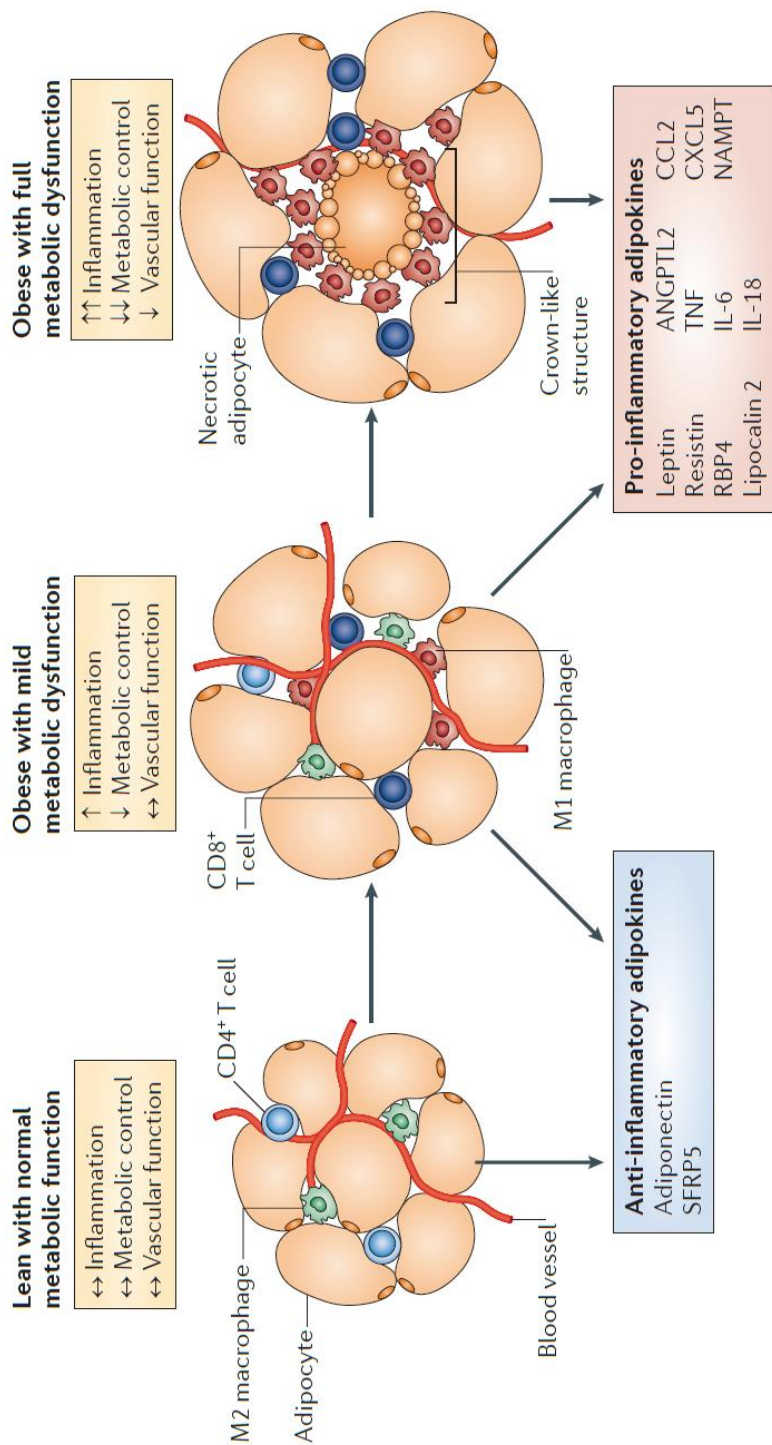 Lean with normal
metabolic function
↔ Inflammation
↔ Metabolic control
↔ Vascular function
M2 macrophage
Adipocyte
CD4+ T cell
Blood vessel
Obese with mild
metabolic dysfunction
↑ Inflammation
↓ Metabolic control
↔ Vascular function
CD8+
T cell
M1 macrophage
Obese with full
metabolic dysfunction
↑↑ Inflammation
↓↓ Metabolic control
↓ Vascular function
Necrotic
adipocyte
Crown-like
structure
Anti-inflammatory adipokines
Adiponectin
SFRP5
Pro-inflammatory adipokines
Leptin ANGPTL2 CCL2
Resistin TNF CXCL5
RBP4 IL-6 NAMPT
Lipocalin 2 IL-18